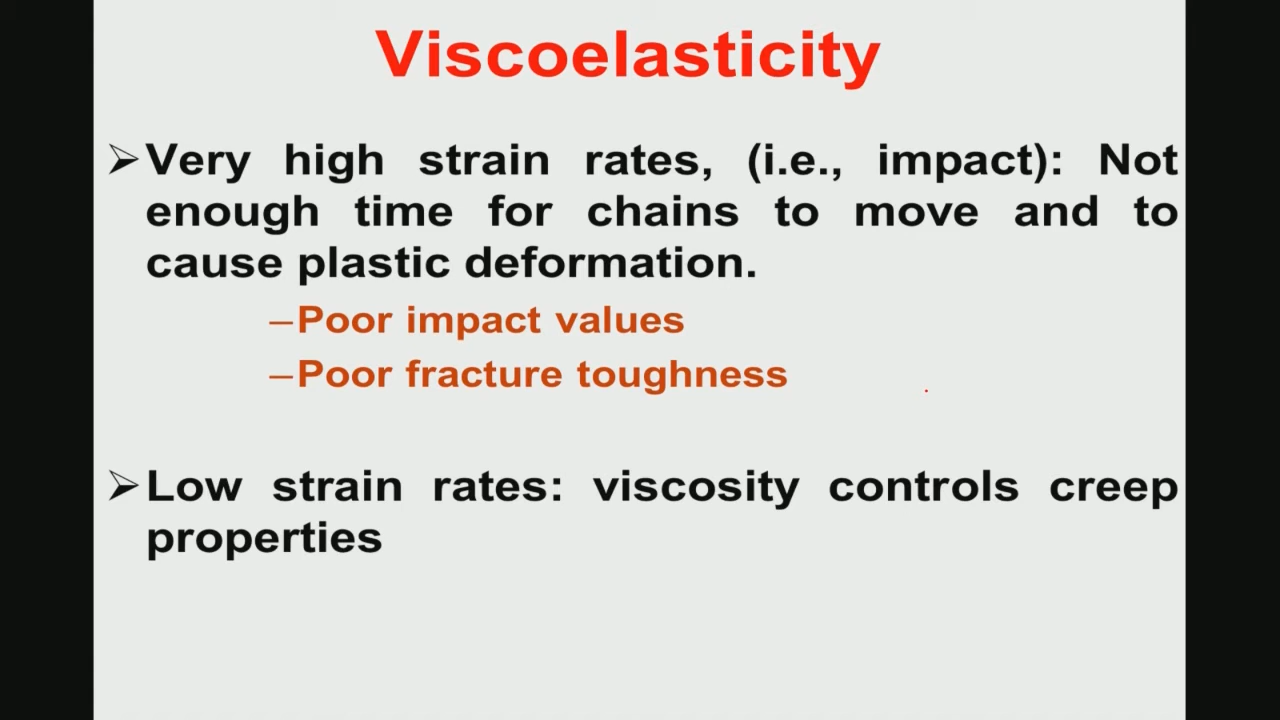 Viscoelasticity
➢Very high strain rates, (i.e., impact): Not
enough time for chains to move and to
cause plastic deformation.
–Poor impact values
–Poor fracture toughness
➢Low strain rates: viscosity controls creep
properties